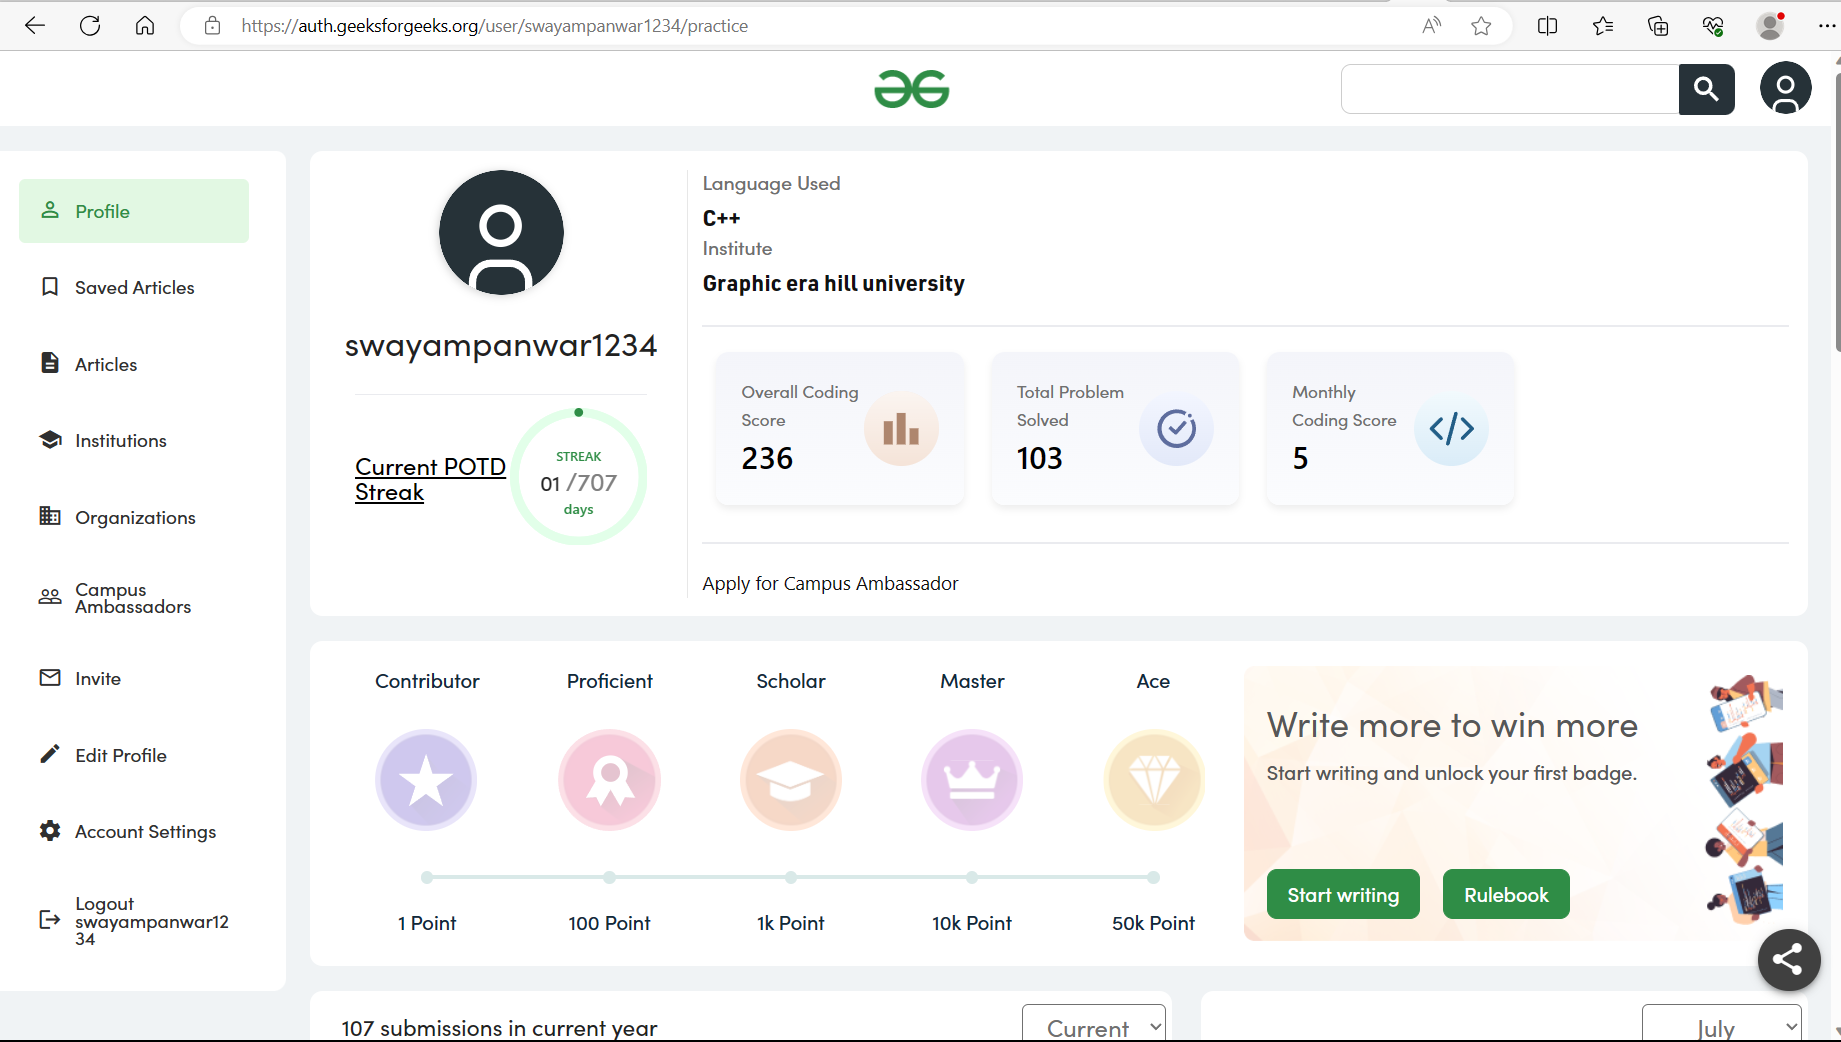 https://auth.geeksforgeeks.org/user/swayampanwar1234/practice
Profile
Saved Articles
Articles
Institutions
Organizations
Campus
Ambassadors
Invite
Edit Profile
Account Settings
Logout
swayampanwar12
34
swayampanwar1234
Current POTD
Streak
STREAK
01 /707
days
Language Used
C++
Institute
Graphic era hill university
Overall Coding
Score
236
Total Problem
Solved
103
Monthly
Coding Score
5
Apply for Campus Ambassador
Contributor
Proficient
Scholar
Master
Ace
1 Point
100 Point
1k Point
10k Point
50k Point
Write more to win more
Start writing and unlock your first badge.
Start writing
Rulebook
107 submissions in current year
Current
July